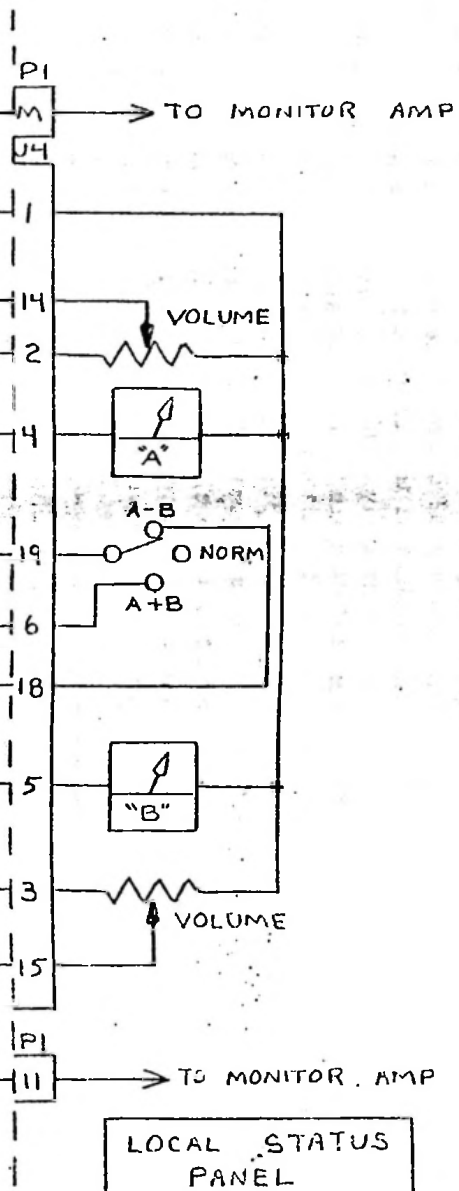 P1
M → TO MONITOR AMP
J4
1
14
VOLUME
2
4
"A"
A-B
19
NORM
A+B
6
18
5
"B"
3
VOLUME
15
P1
11 → TO MONITOR AMP
LOCAL STATUS
PANEL